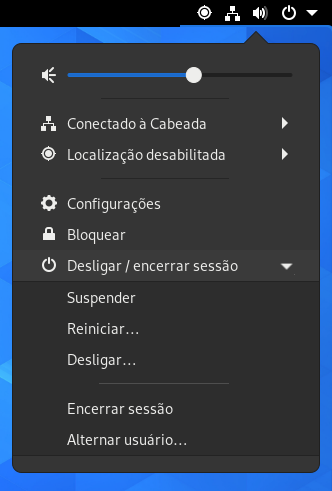 Conectado à Cabeada
Localização desabilitada
Configurações
Bloquear
Desligar / encerrar sessão
Suspender
Reiniciar...
Desligar...
Encerrar sessão
Alternar usuário...